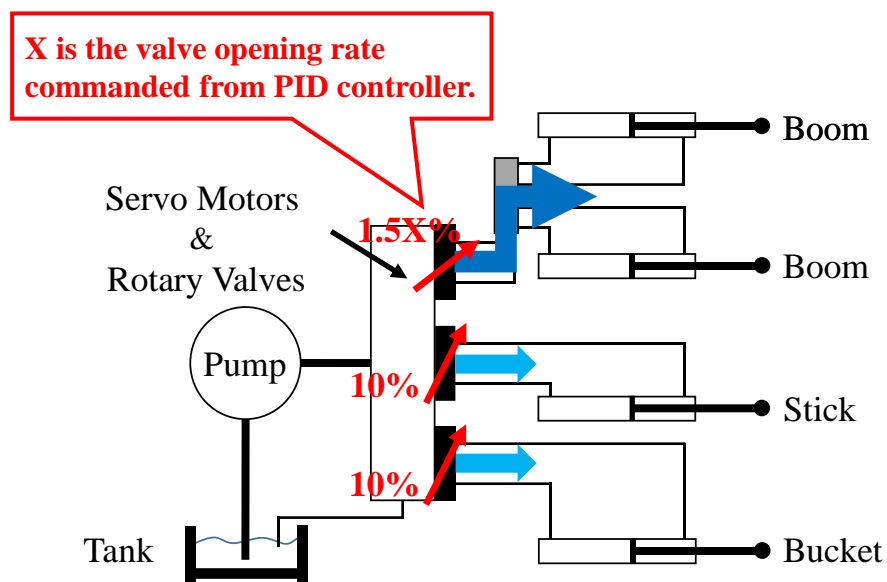 X is the valve opening rate
commanded from PID controller.
Boom
Servo Motors
&
Rotary Valves
1.5X%
Boom
Pump
10%
Stick
10%
Tank
Bucket